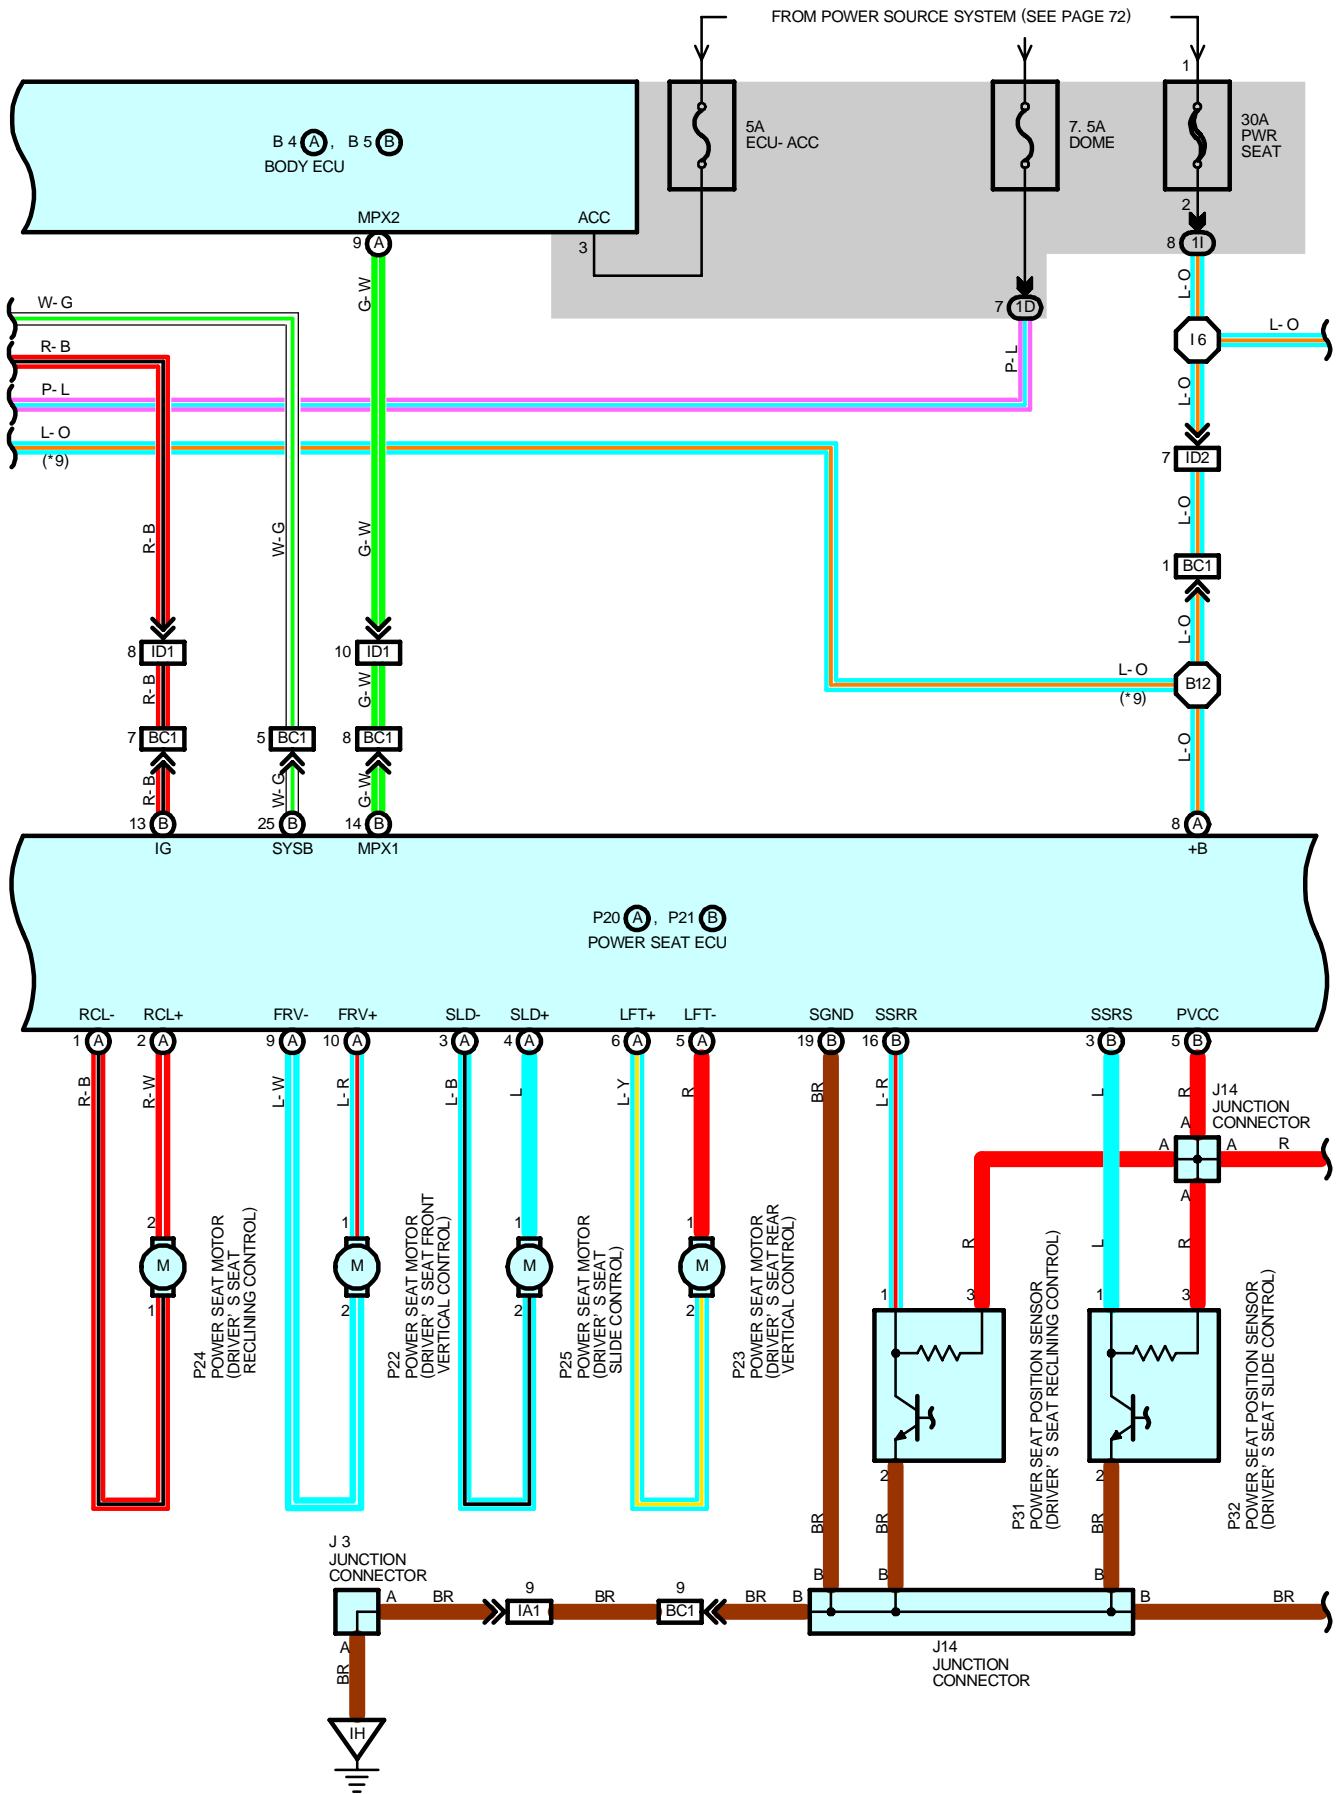 FROM POWER SOURCE SYSTEM (SEE PAGE 72)
1
5A
ECU- ACC
7. 5A
DOME
30A
PWR
SEAT
B 4 A , B 5 B
BODY ECU
2
MPX2
ACC
9 A
3
8 1I
7 1D
W- G
G- W
L- O
R- B
I 6
L- O
P- L
P- L
L- O
L- O
(*9)
7 ID2
R- B
W- G
G- W
L- O
1 BC1
L- O
8 ID1
10 ID1
R- B
G- W
L- O
(*9)
B12
7 BC1
5 BC1
8 BC1
L- O
R- B
W- G
G- W
13 B
25 B
14 B
8 A
IG
SYSB
MPX1
+B
P20 A , P21 B
POWER SEAT ECU
RCL-
RCL+
FRV-
FRV+
SLD-
SLD+
LFT+
LFT-
SGND
SSRR
SSRS
PVCC
1 A
2 A
9 A
10 A
3 A
4 A
6 A
5 A
19 B
16 B
3 B
5 B
R- B
R- W
L- W
L- R
L- B
L
L- Y
R
BR
L- R
L
R
J14
JUNCTION
CONNECTOR
A
A
A
R
A
2
1
1
1
R
L
R
M
M
M
M
1
2
2
2
1
3
1
3
P24
POWER SEAT MOTOR
(DRIVER' S SEAT
RECLINING CONTROL)
P22
POWER SEAT MOTOR
(DRIVER' S SEAT FRONT
VERTICAL CONTROL)
P25
POWER SEAT MOTOR
(DRIVER' S SEAT
SLIDE CONTROL)
P23
POWER SEAT MOTOR
(DRIVER' S SEAT REAR
VERTICAL CONTROL)
P31
POWER SEAT POSITION SENSOR
(DRIVER' S SEAT RECLINING CONTROL)
P32
POWER SEAT POSITION SENSOR
(DRIVER' S SEAT SLIDE CONTROL)
2
2
BR
BR
BR
J 3
JUNCTION
CONNECTOR
B
B
B
A
BR
9
IA1
BR
9
BC1
BR
B
B
BR
A
BR
J14
JUNCTION
CONNECTOR
IH